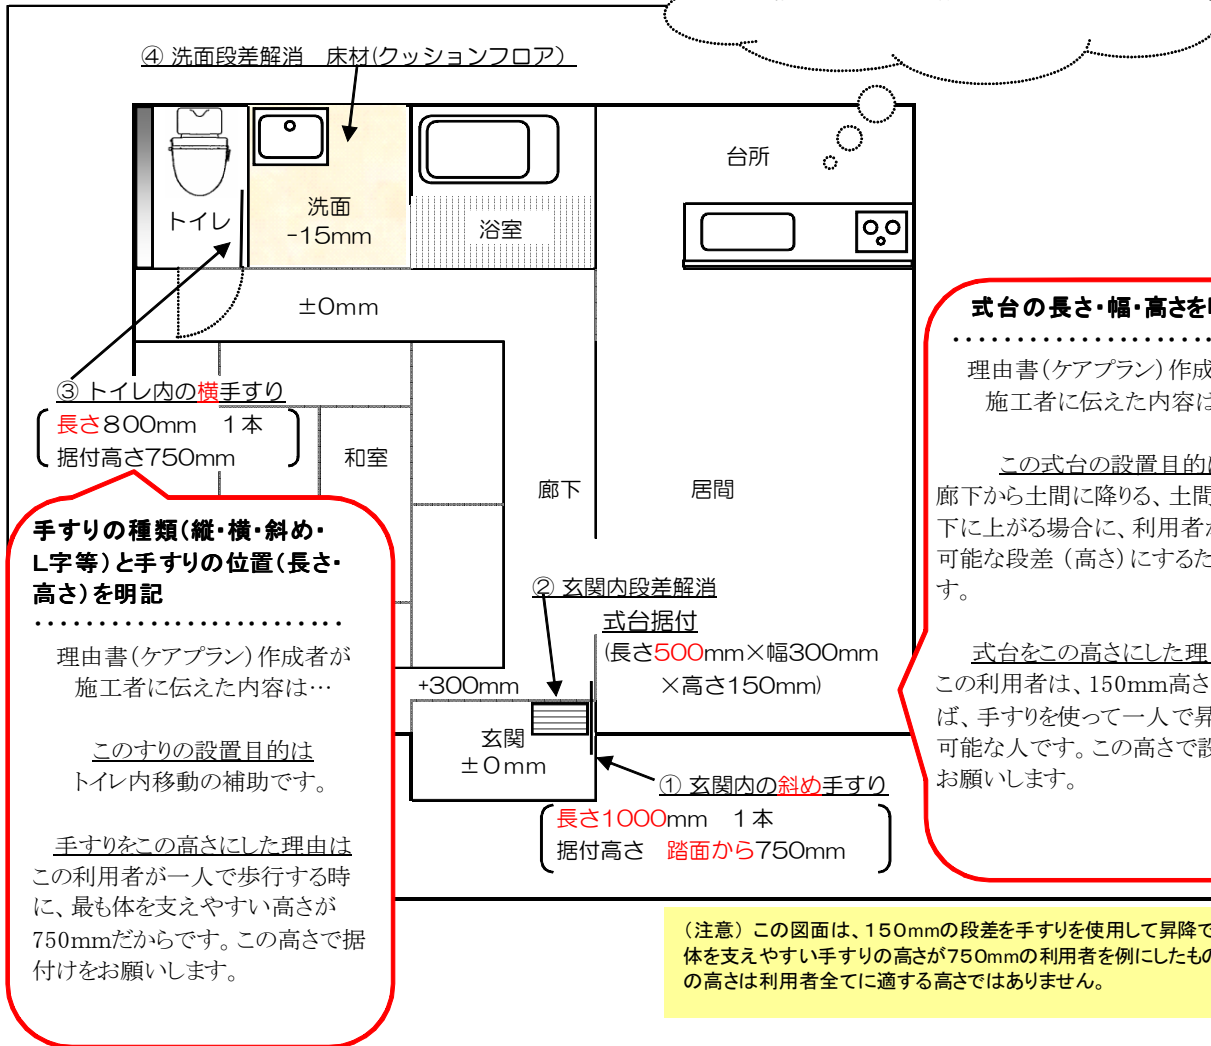 ④ 洗面段差解消　床材(クッションフロア）
台所
トイレ
洗面
-15mm
浴室
±0mm
③ トイレ内の横手すり
長さ800mm　1本
据付高さ750mm
和室
廊下
居間
手すりの種類（縦・横・斜め・
L字等）と手すりの位置（長さ・
高さ）を明記
理由書（ケアプラン）作成者が
施工者に伝えた内容は…
このすりの設置目的は
トイレ内移動の補助です。
手すりをこの高さにした理由は
この利用者が一人で歩行する時
に、最も体を支えやすい高さが
750mmだからです。この高さで据
付けをお願いします。
② 玄関内段差解消
式台据付
(長さ500mm×幅300mm
×高さ150mm)
+300mm
玄関
±0mm
① 玄関内の斜め手すり
長さ1000mm　1本
据付高さ　踏面から750mm
式台の長さ・幅・高さを
・・・・・・・・・・・・・・・・・・・・
理由書（ケアプラン）作成
施工者に伝えた内容は
この式台の設置目的は
廊下から土間に降りる、土間
下に上がる場合に、利用者が
可能な段差（高さ）にするた
す。
式台をこの高さにした理
この利用者は、150mm高さ
ば、手すりを使って一人で昇
可能な人です。この高さで設
お願いします。
（注意）この図面は、150mmの段差を手すりを使用して昇降で
体を支えやすい手すりの高さが750mmの利用者を例にしたもの
の高さは利用者全てに適する高さではありません。